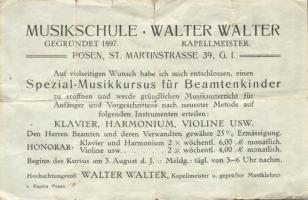 MUSIKSCHULE · WALTER WALTER
GEGRÜNDET 1897. KAPELLMEISTER.
POSEN, ST. MARTINSTRASSE 39, G. I.
Auf vielseitigen Wunsch habe ich mich entschlossen, einen
Spezial-Musikkursus für Beamtenkinder
zu eröffnen und werde gründlichen Musikunterricht für
Anfänger und Vorgeschrittene nach neuester Metode auf
folgenden Instrumenten erteilen:
KLAVIER, HARMONIUM, VIOLINE USW.
Den Herren Beamten und deren Verwandten gewähre 25% Ermässigung.
HONORAR: Klavier und Harmonium 2 × wöchentl. 6,00 M. monatlich.
Violine usw. 2 × wöchentl. 4,00 M. monatlich.
Beginn des Kursus am 3. August d. J. :: Meldg.: tägl. von 3—6 Uhr nachm.
Hochachtungsvoll WALTER WALTER, Kapellmeister u. geprüfter Musiklehrer